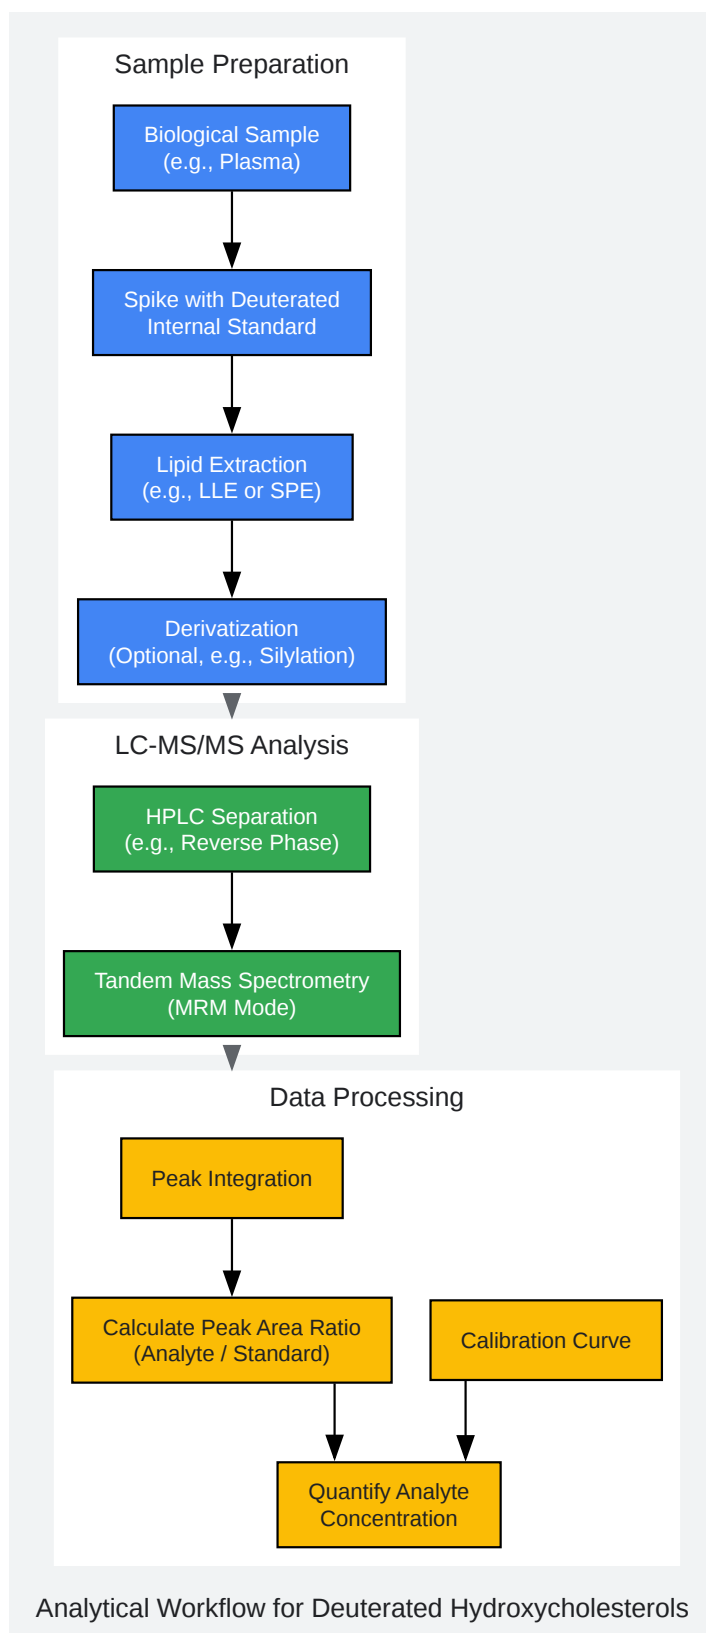 Sample Preparation
Biological Sample
(e.g., Plasma)
Spike with Deuterated
Internal Standard
Lipid Extraction
(e.g., LLE or SPE)
Derivatization
(Optional, e.g., Silylation)
LC-MS/MS Analysis
HPLC Separation
(e.g., Reverse Phase)
Tandem Mass Spectrometry
(MRM Mode)
Data Processing
Peak Integration
Calculate Peak Area Ratio
(Analyte / Standard)
Calibration Curve
Quantify Analyte
Concentration
Analytical Workflow for Deuterated Hydroxycholesterols